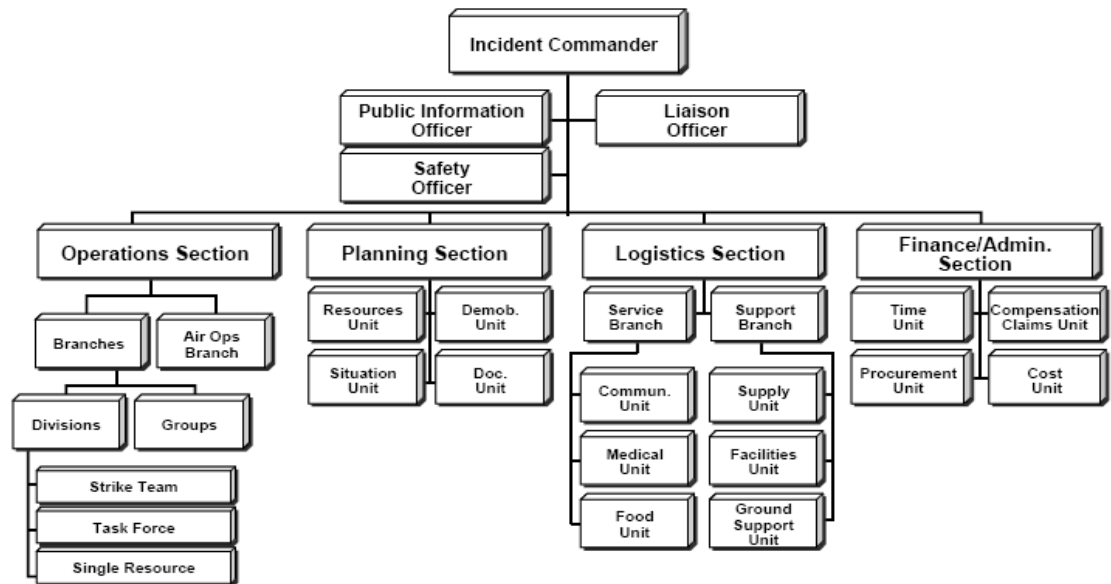 Incident Commander
Public Information
Officer
Liaison
Officer
Safety
Officer
Operations Section
Planning Section
Logistics Section
Finance/Admin.
Section
Branches
Air Ops
Branch
Resources
Unit
Demob.
Unit
Service
Branch
Support
Branch
Time
Unit
Compensation
Claims Unit
Situation
Unit
Doc.
Unit
Procurement
Unit
Cost
Unit
Divisions
Groups
Commun.
Unit
Supply
Unit
Medical
Unit
Facilities
Unit
Strike Team
Task Force
Single Resource
Food
Unit
Ground
Support
Unit